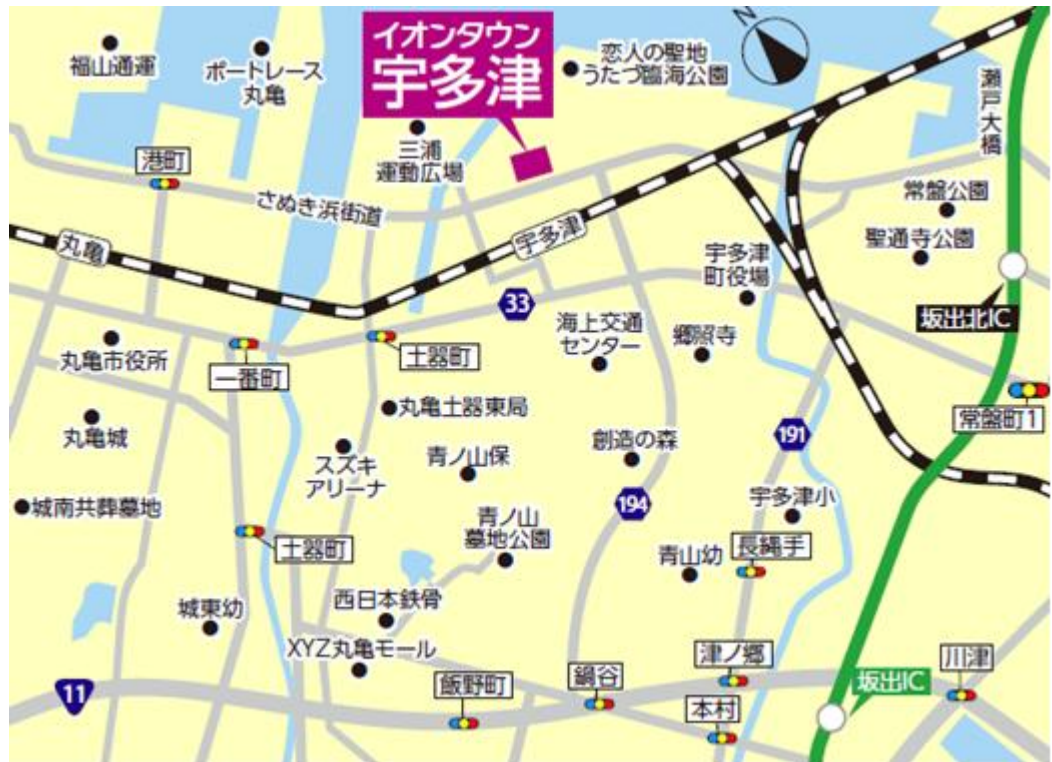 イオンタウン
宇多津
N
福山通運
ボートレース
丸亀
恋人の聖地
うたづ臨海公園
瀬戸大橋
三浦
運動広場
港町
さぬき浜街道
常盤公園
聖通寺公園
丸亀
宇多津
宇多津
町役場
33
坂出北IC
海上交通
センター
郷照寺
丸亀市役所
一番町
土器町
常盤町1
丸亀土器東局
丸亀城
スズキ
アリーナ
青ノ山保
創造の森
191
194
城南共葬墓地
宇多津小
青ノ山
墓地公園
土器町
長縄手
青山幼
城東幼
西日本鉄骨
XYZ丸亀モール
津ノ郷
川津
11
飯野町
鍋谷
坂出IC
本村